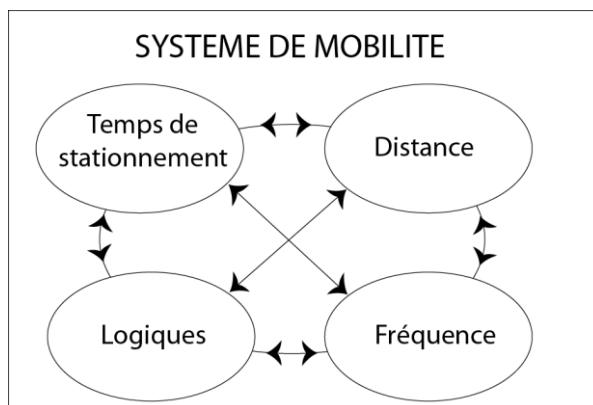 SYSTEME DE MOBILITE
Temps de
stationnement
Distance
Logiques
Fréquence